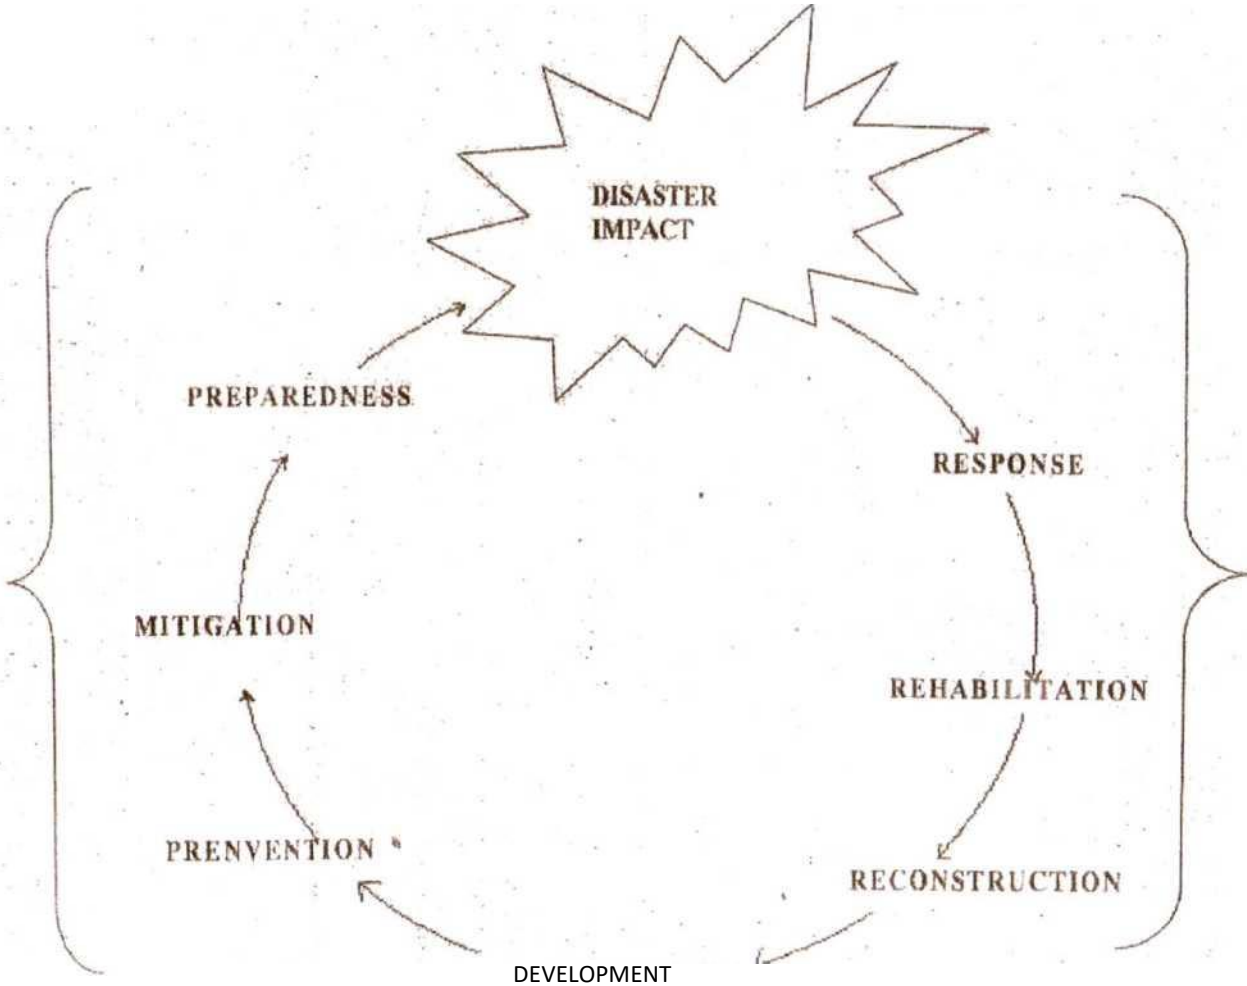 DISASTER
IMPACT
PREPAREDNESS
RESPONSE
MITIGATION
REHABILITATION
PRENVENTION
RECONSTRUCTION
DEVELOPMENT